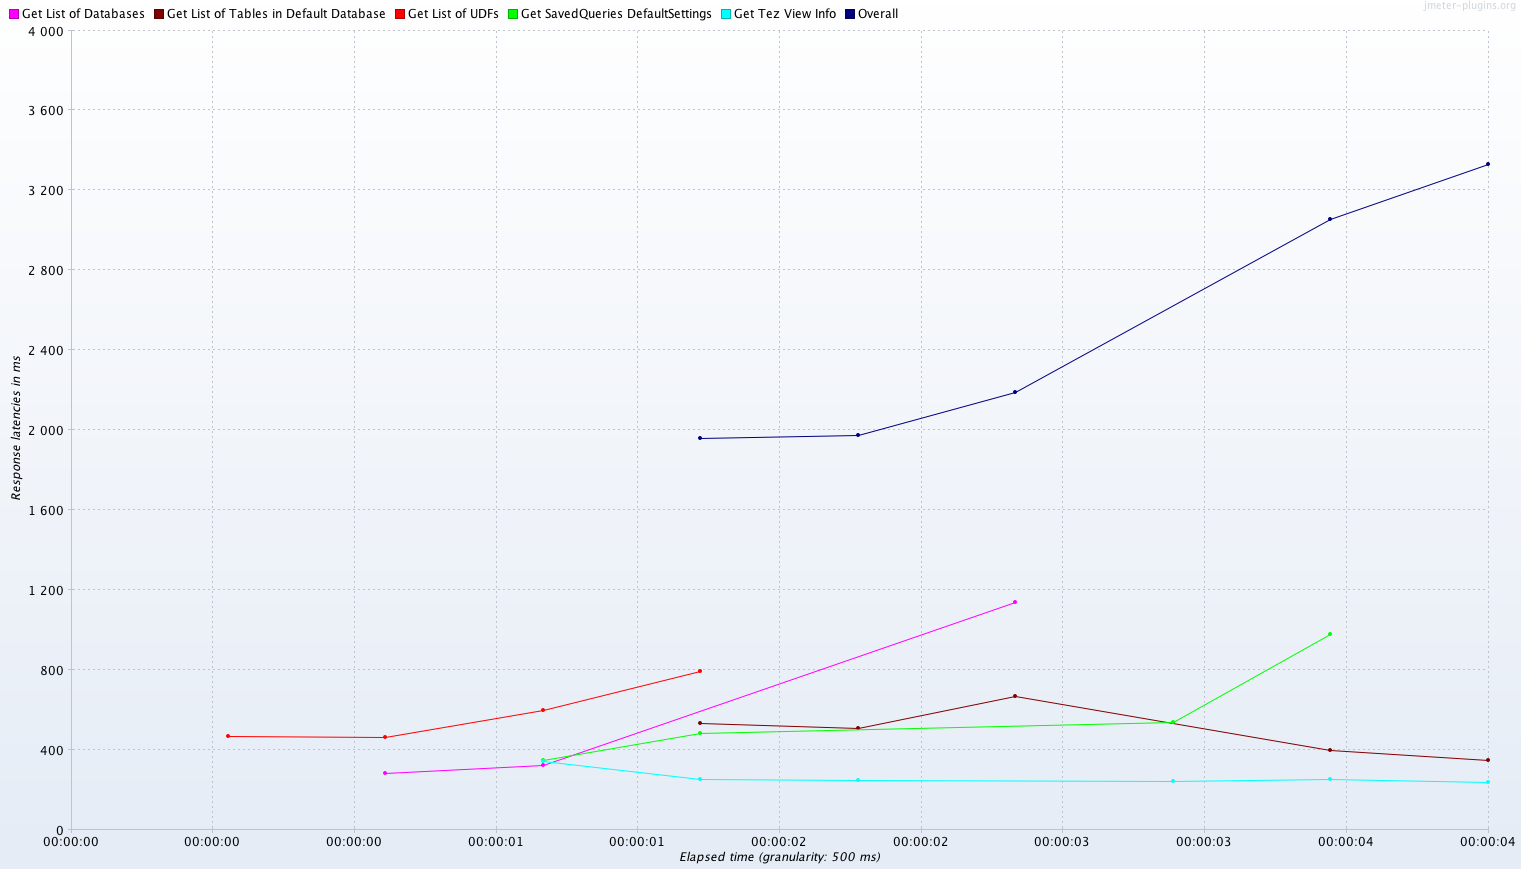 Get List of Databases Get List of Tables in Default Database Get List of UDFs Get SavedQueries DefaultSettings Get Tez View Info Overall
jmeter-plugins.org
4 000
3 600
3 200
2 800
2 400
2 000
1 600
1 200
800
400
0
Response latencies in ms
00:00:00 00:00:00 00:00:00 00:00:01 00:00:01 00:00:02 00:00:02 00:00:03 00:00:03 00:00:04 00:00:04
Elapsed time (granularity: 500 ms)